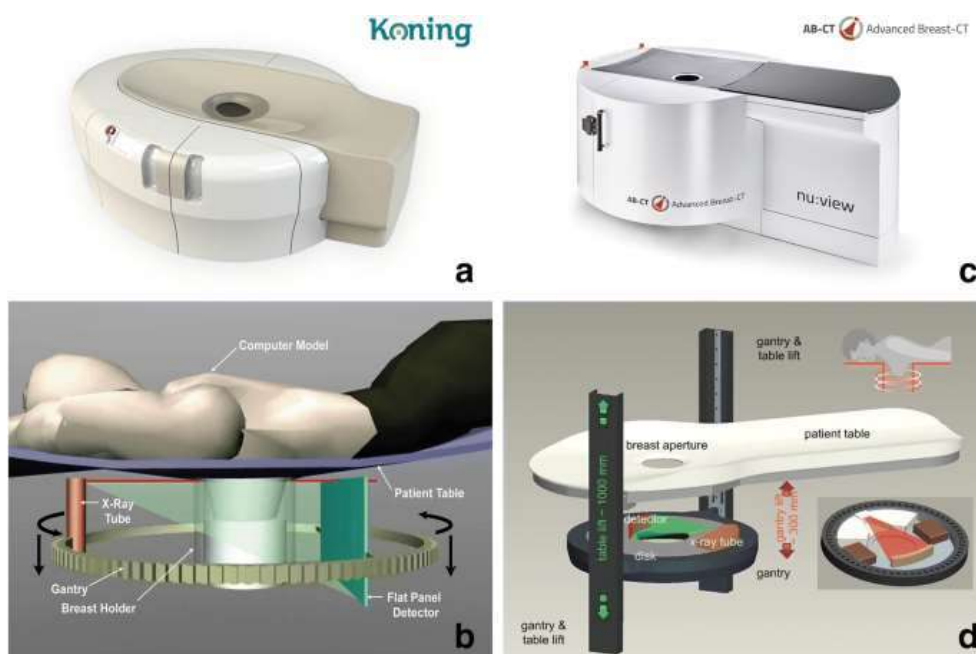 Koning
a
AB-CT Advanced Breast-CT
AB-CT Advanced Breast-CT
nu:view
c
Computer Model
X-Ray
Tube
Patient Table
Gantry
Breast Holder
Flat Panel
Detector
b
gantry &
table lift
breast aperture
patient table
table lift ~ 1000 mm
gantry lift
~300 mm
detector
x-ray tube
disk
gantry
gantry &
table lift
d